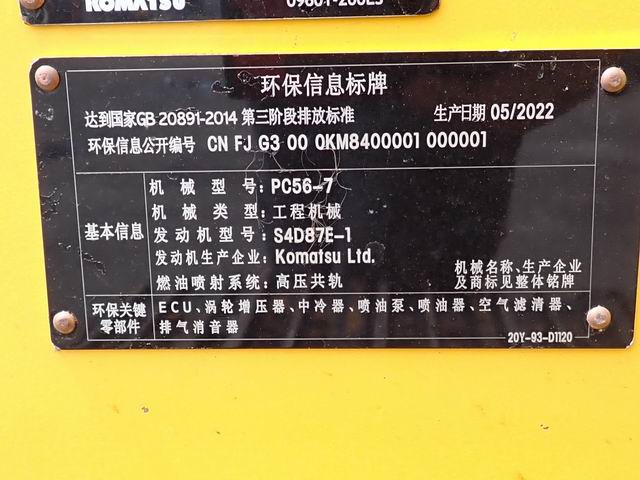 KOMATSU
环保信息标牌
达到国家GB 20891-2014 第三阶段排放标准 生产日期 05/2022
环保信息公开编号 CN FJ G3 00 0KM8400001 000001
基本信息
机械型号:PC56-7
机械类型:工程机械
发动机型号:S4D87E-1
发动机生产企业:Komatsu Ltd.
燃油喷射系统:高压共轨
机械名称、生产企业
及商标见整体铭牌
环保关键
零部件
ECU、涡轮增压器、中冷器、喷油泵、喷油器、空气滤清器、
排气消音器
20Y-93-D1120